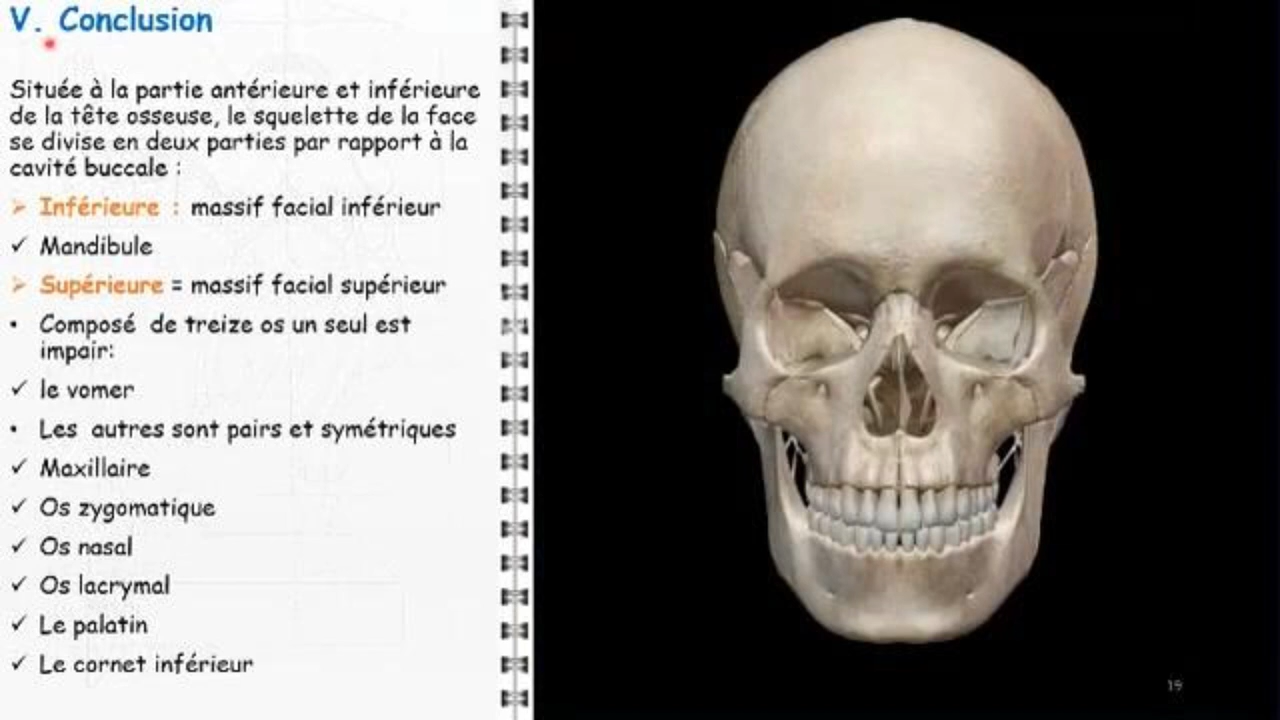 V. Conclusion
Située à la partie antérieure et inférieure
de la tête osseuse, le squelette de la face
se divise en deux parties par rapport à la
cavité buccale :
➢ Inférieure : massif facial inférieur
✓ Mandibule
➢ Supérieure = massif facial supérieur
• Composé de treize os un seul est
impair:
✓ le vomer
• Les autres sont pairs et symétriques
✓ Maxillaire
✓ Os zygomatique
✓ Os nasal
✓ Os lacrymal
✓ Le palatin
✓ Le cornet inférieur
19